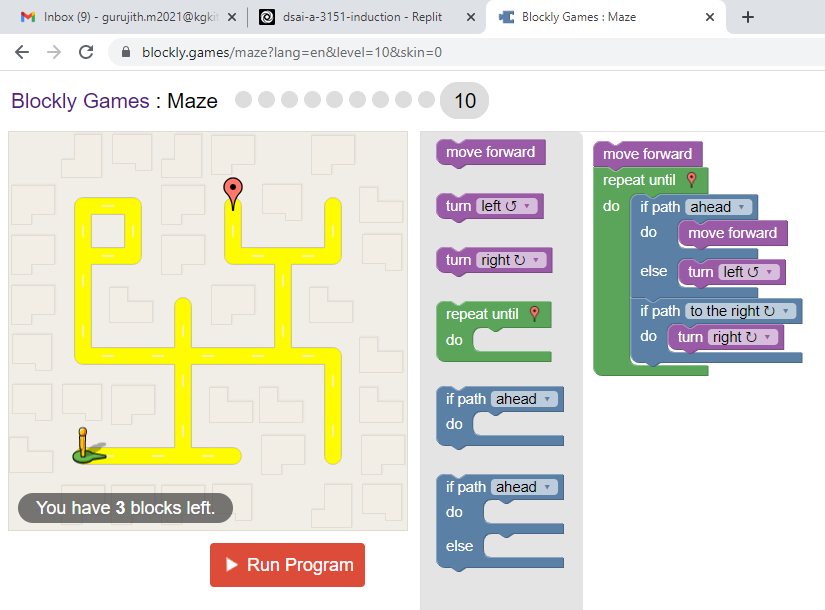 Inbox (9) - gurujith.m2021@kgki
dsai-a-3151-induction - Replit
Blockly Games : Maze
blockly.games/maze?lang=en&level=10&skin=0
Blockly Games : Maze
10
You have 3 blocks left.
Run Program
move forward
turn left ↺
turn right ↻
repeat until
do
if path ahead
do
if path ahead
do
else
move forward
repeat until
do if path ahead
do move forward
else turn left ↺
if path to the right ↻
do turn right ↻